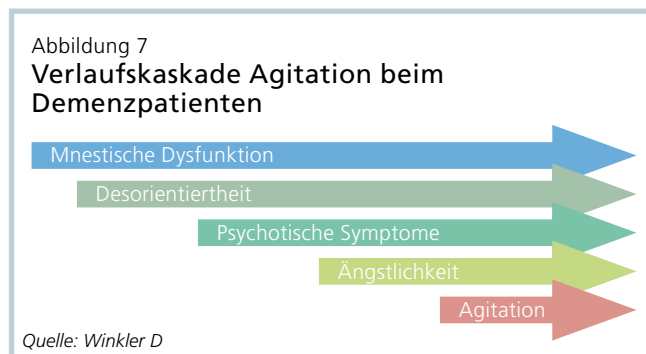 Abbildung 7
Verlaufskaskade Agitation beim
Demenzpatienten
Mnestische Dysfunktion
Desorientiertheit
Psychotische Symptome
Ängstlichkeit
Agitation
Quelle: Winkler D